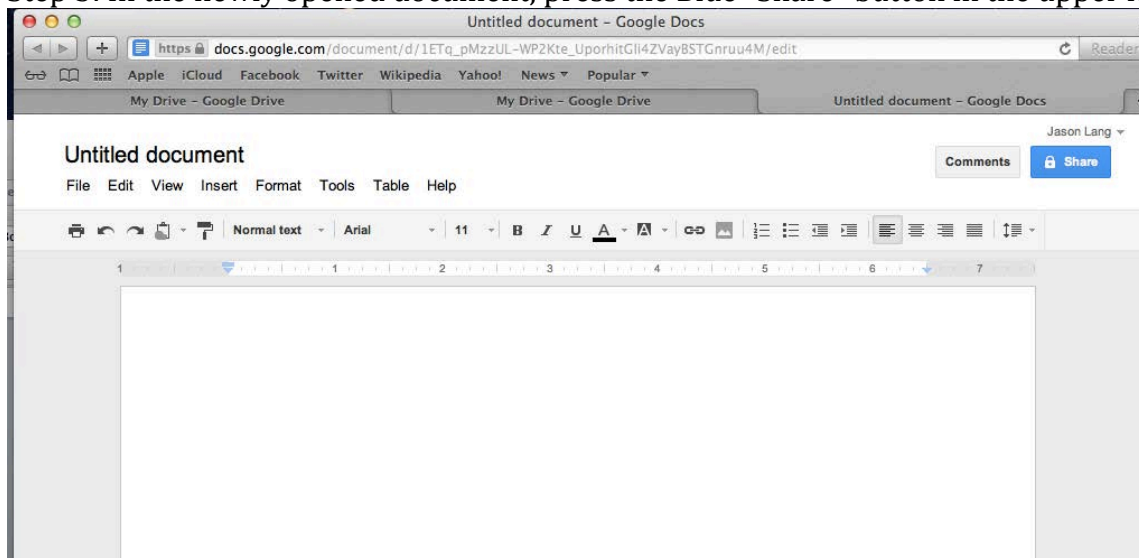 Step 3: In the newly opened document, press the Blue "Share" button in the upper
Untitled document – Google Docs
https docs.google.com/document/d/1ETq_pMzzUL-WP2Kte_UporhitGli4ZVayBSTGnruu4M/edit Reader
Apple iCloud Facebook Twitter Wikipedia Yahoo! News Popular
My Drive – Google Drive My Drive – Google Drive Untitled document – Google Docs
Jason Lang
Untitled document
Comments Share
File Edit View Insert Format Tools Table Help
Normal text Arial 11 B I U A A
1 1 2 3 4 5 6 7